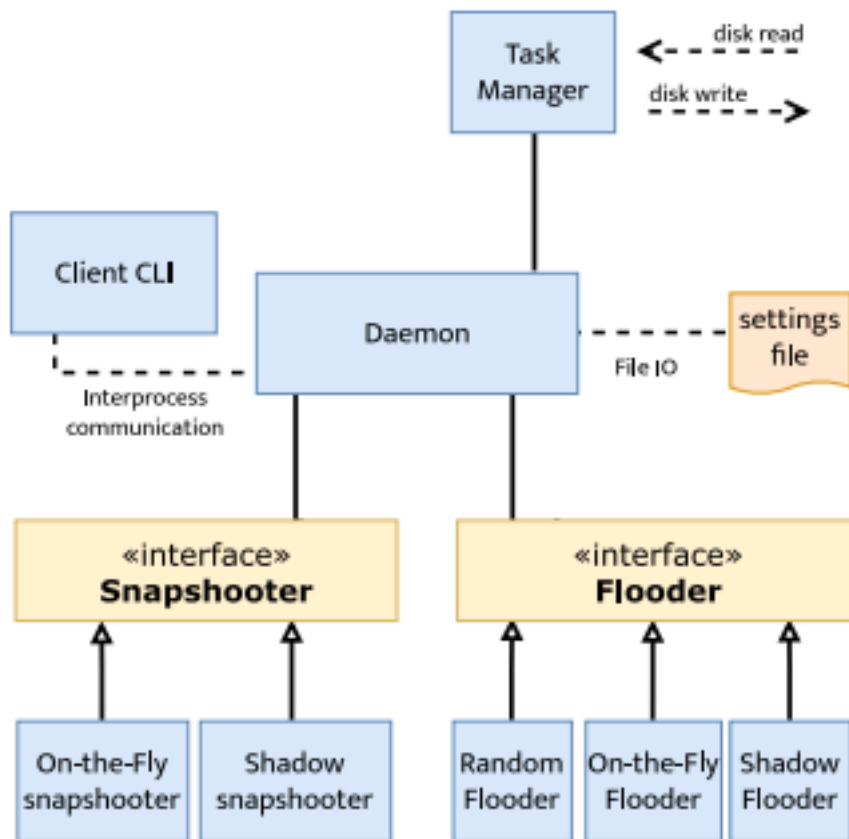 Task
Manager
disk read
disk write
Client CLI
Daemon
settings
file
File IO
Interprocess
communication
«interface»
Snapshooter
«interface»
Flooder
On-the-Fly
snapshooter
Shadow
snapshooter
Random
Flooder
On-the-Fly
Flooder
Shadow
Flooder